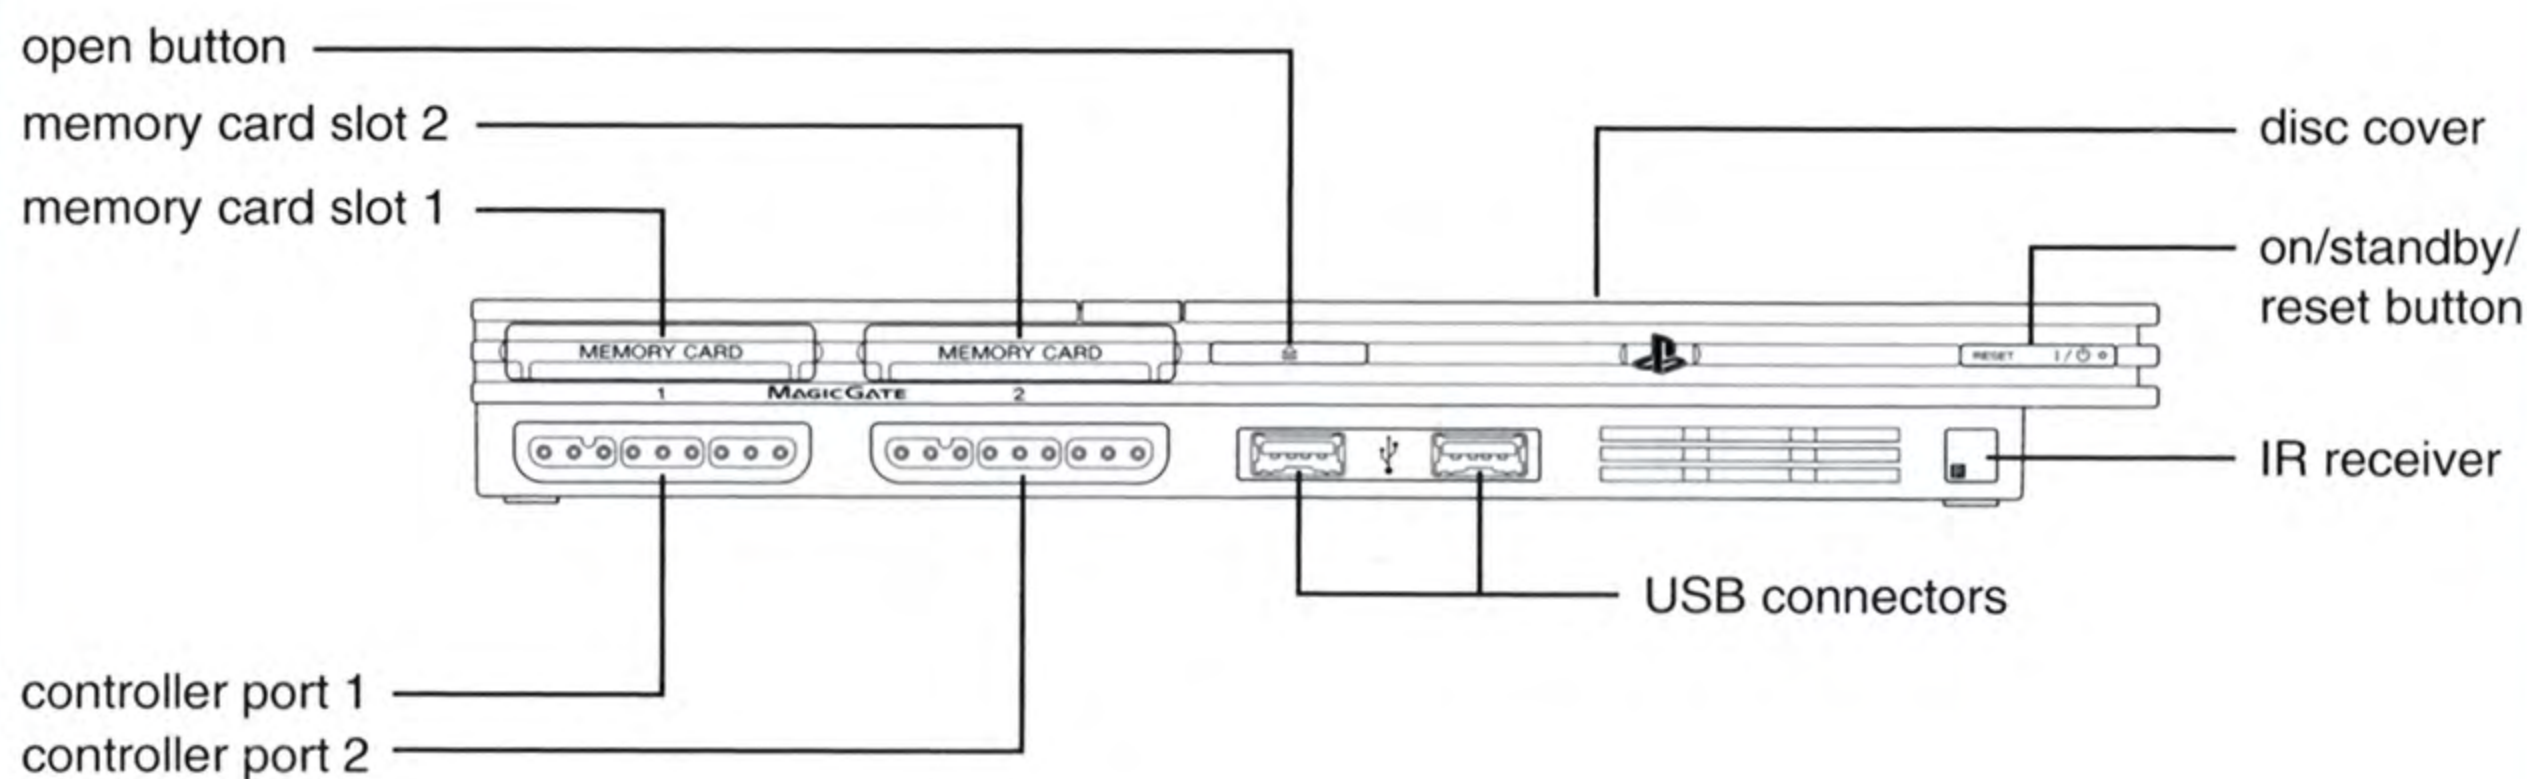 open button
memory card slot 2
memory card slot 1
disc cover
on/standby/
reset button
MEMORY CARD
MEMORY CARD
RESET I/
1 MAGICGATE 2
IR receiver
USB connectors
controller port 1
controller port 2